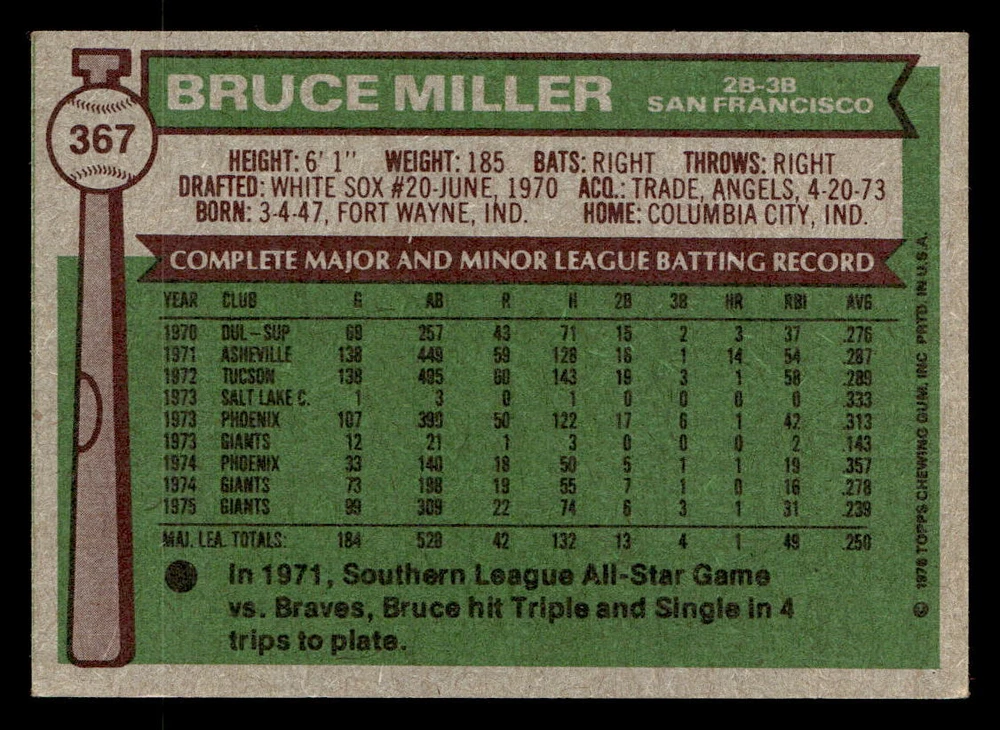 BRUCE MILLER
2B-3B
SAN FRANCISCO
367
HEIGHT: 6' 1" WEIGHT: 185 BATS: RIGHT THROWS: RIGHT
DRAFTED: WHITE SOX #20-JUNE, 1970 ACQ.: TRADE, ANGELS, 4-20-73
BORN: 3-4-47, FORT WAYNE, IND. HOME: COLUMBIA CITY, IND.
COMPLETE MAJOR AND MINOR LEAGUE BATTING RECORD
YEAR CLUB G AB R H 2B 3B HR RBI AVG
1970 DUL-SUP 69 257 43 71 15 2 3 37 .276
1971 ASHEVILLE 138 449 59 128 16 1 14 54 .287
1972 TUCSON 138 495 60 143 19 3 1 58 .289
1973 SALT LAKE C. 1 3 0 1 0 0 0 0 .333
1973 PHOENIX 107 390 50 122 17 6 1 42 .313
1973 GIANTS 12 21 1 3 0 0 0 2 .143
1974 PHOENIX 33 140 18 50 5 1 1 19 .357
1974 GIANTS 73 198 19 55 7 1 0 16 .278
1975 GIANTS 99 309 22 74 6 3 1 31 .239
MAJ. LEA. TOTALS: 184 528 42 132 13 4 1 49 .250
In 1971, Southern League All-Star Game
vs. Braves, Bruce hit Triple and Single in 4
trips to plate.
© 1976 TOPPS CHEWING GUM, INC PRTD. IN U.S.A.